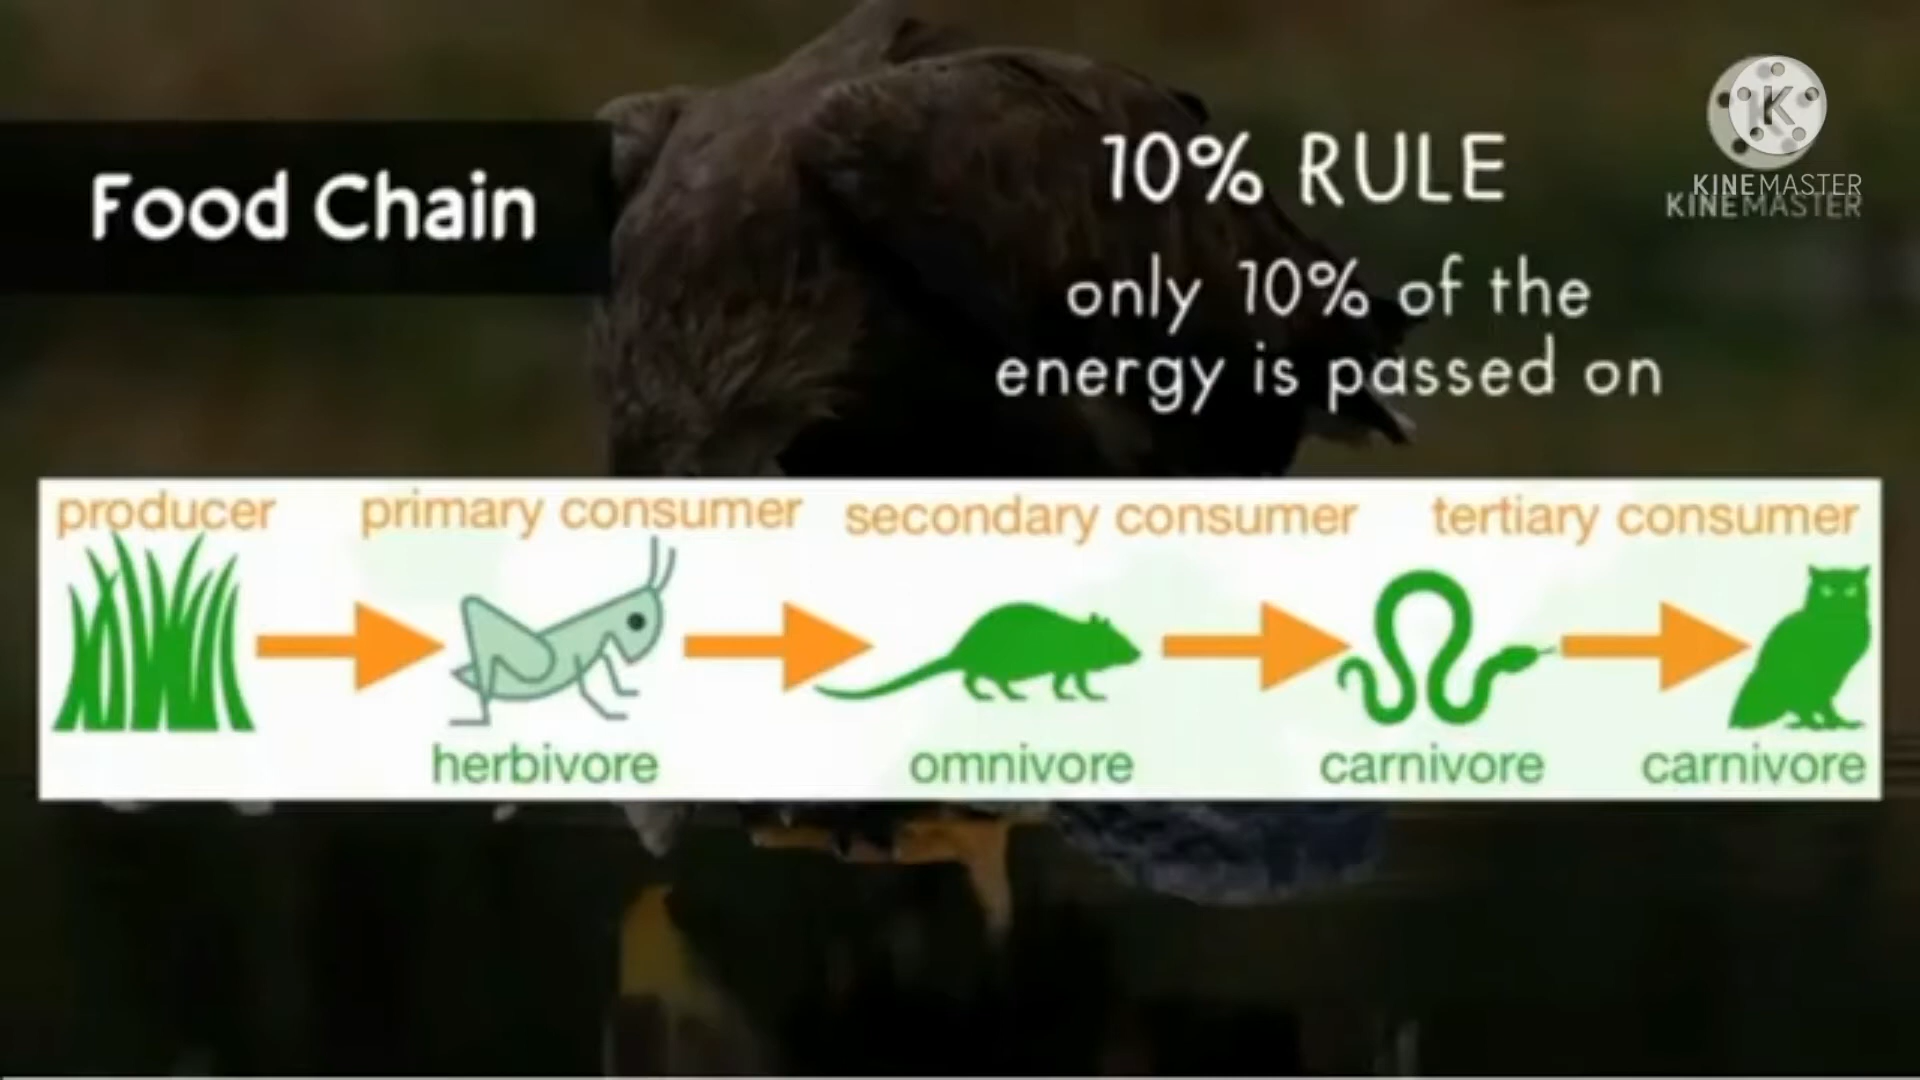 Food Chain
10% RULE
only 10% of the
energy is passed on
K
KINEMASTER
KINEMASTER
producer
primary consumer
secondary consumer
tertiary consumer
herbivore
omnivore
carnivore
carnivore